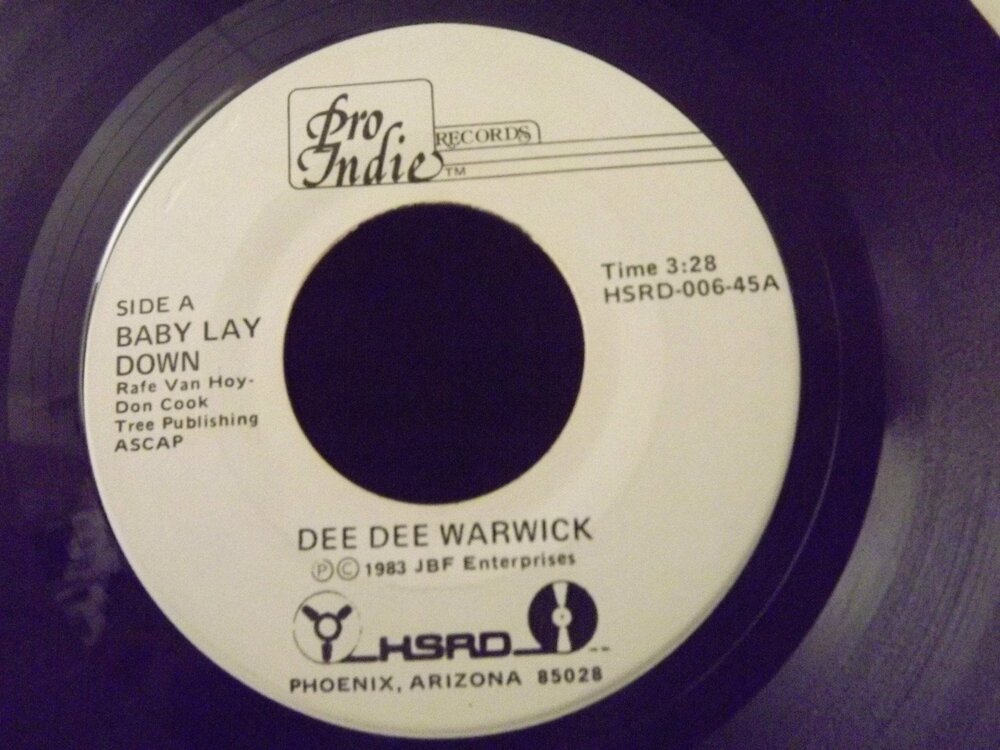 Pro
Indie
RECORDS
TM
Time 3:28
HSRD-006-45A
SIDE A
BABY LAY
DOWN
Rafe Van Hoy-
Don Cook
Tree Publishing
ASCAP
DEE DEE WARWICK
Ⓟ © 1983 JBF Enterprises
HSRD
PHOENIX, ARIZONA 85028